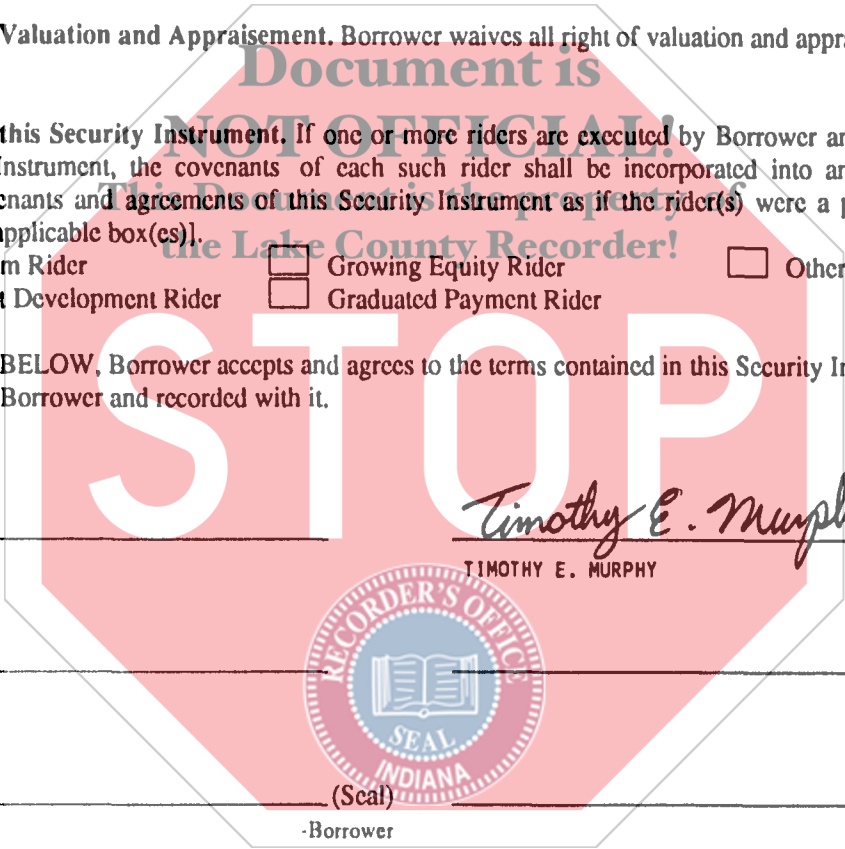 Valuation and Appraisement. Borrower waives all right of valuation and appra
Document is
this Security Instrument. If one or more riders are executed by Borrower an
NOT OFFICIAL!
Instrument, the covenants of each such rider shall be incorporated into an
This Document is the property of
enants and agreements of this Security Instrument as if the rider(s) were a p
applicable box(es)].
the Lake County Recorder!
m Rider Growing Equity Rider Other
t Development Rider Graduated Payment Rider
STOP
BELOW, Borrower accepts and agrees to the terms contained in this Security In
Borrower and recorded with it.
Timothy E. Murph
TIMOTHY E. MURPHY
RECORDER'S OFFICE
SEAL
INDIANA
(Seal)
-Borrower